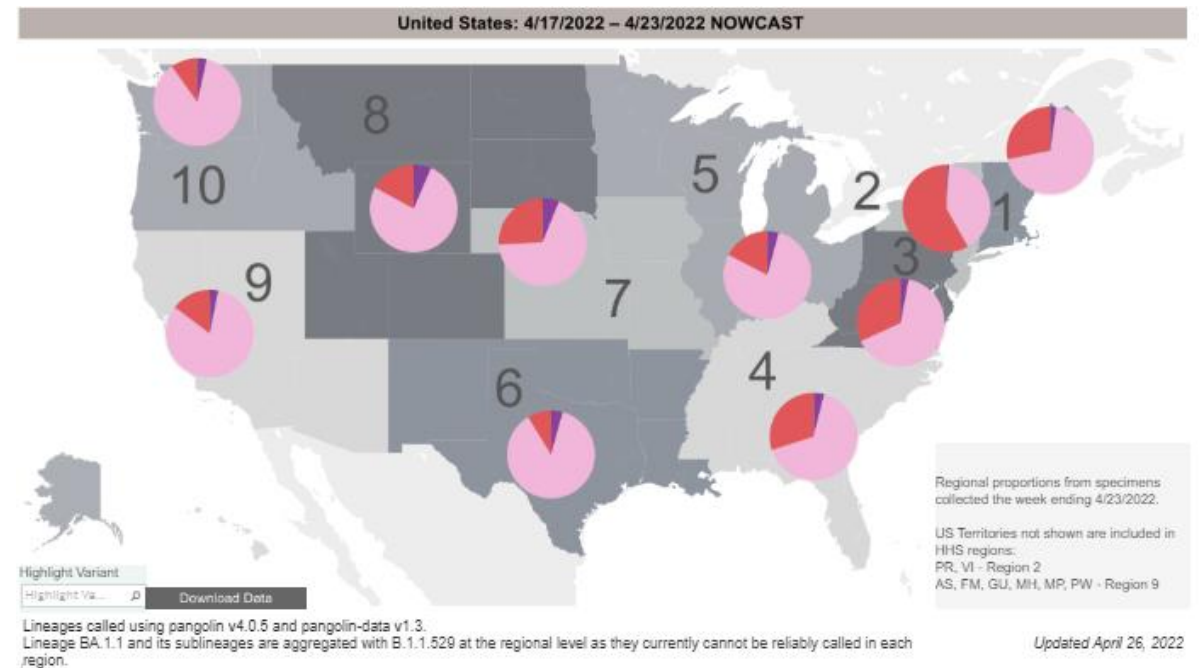 United States: 4/17/2022 – 4/23/2022 NOWCAST
8
10
5
2
1
3
9
7
4
6
Regional proportions from specimens
collected the week ending 4/23/2022.
US Territories not shown are included in
HHS regions:
PR, VI - Region 2
AS, FM, GU, MH, MP, PW - Region 9
Highlight Variant
Highlight Va...
Download Data
Lineages called using pangolin v4.0.5 and pangolin-data v1.3.
Lineage BA.1.1 and its sublineages are aggregated with B.1.1.529 at the regional level as they currently cannot be reliably called in each
region.
Updated April 26, 2022